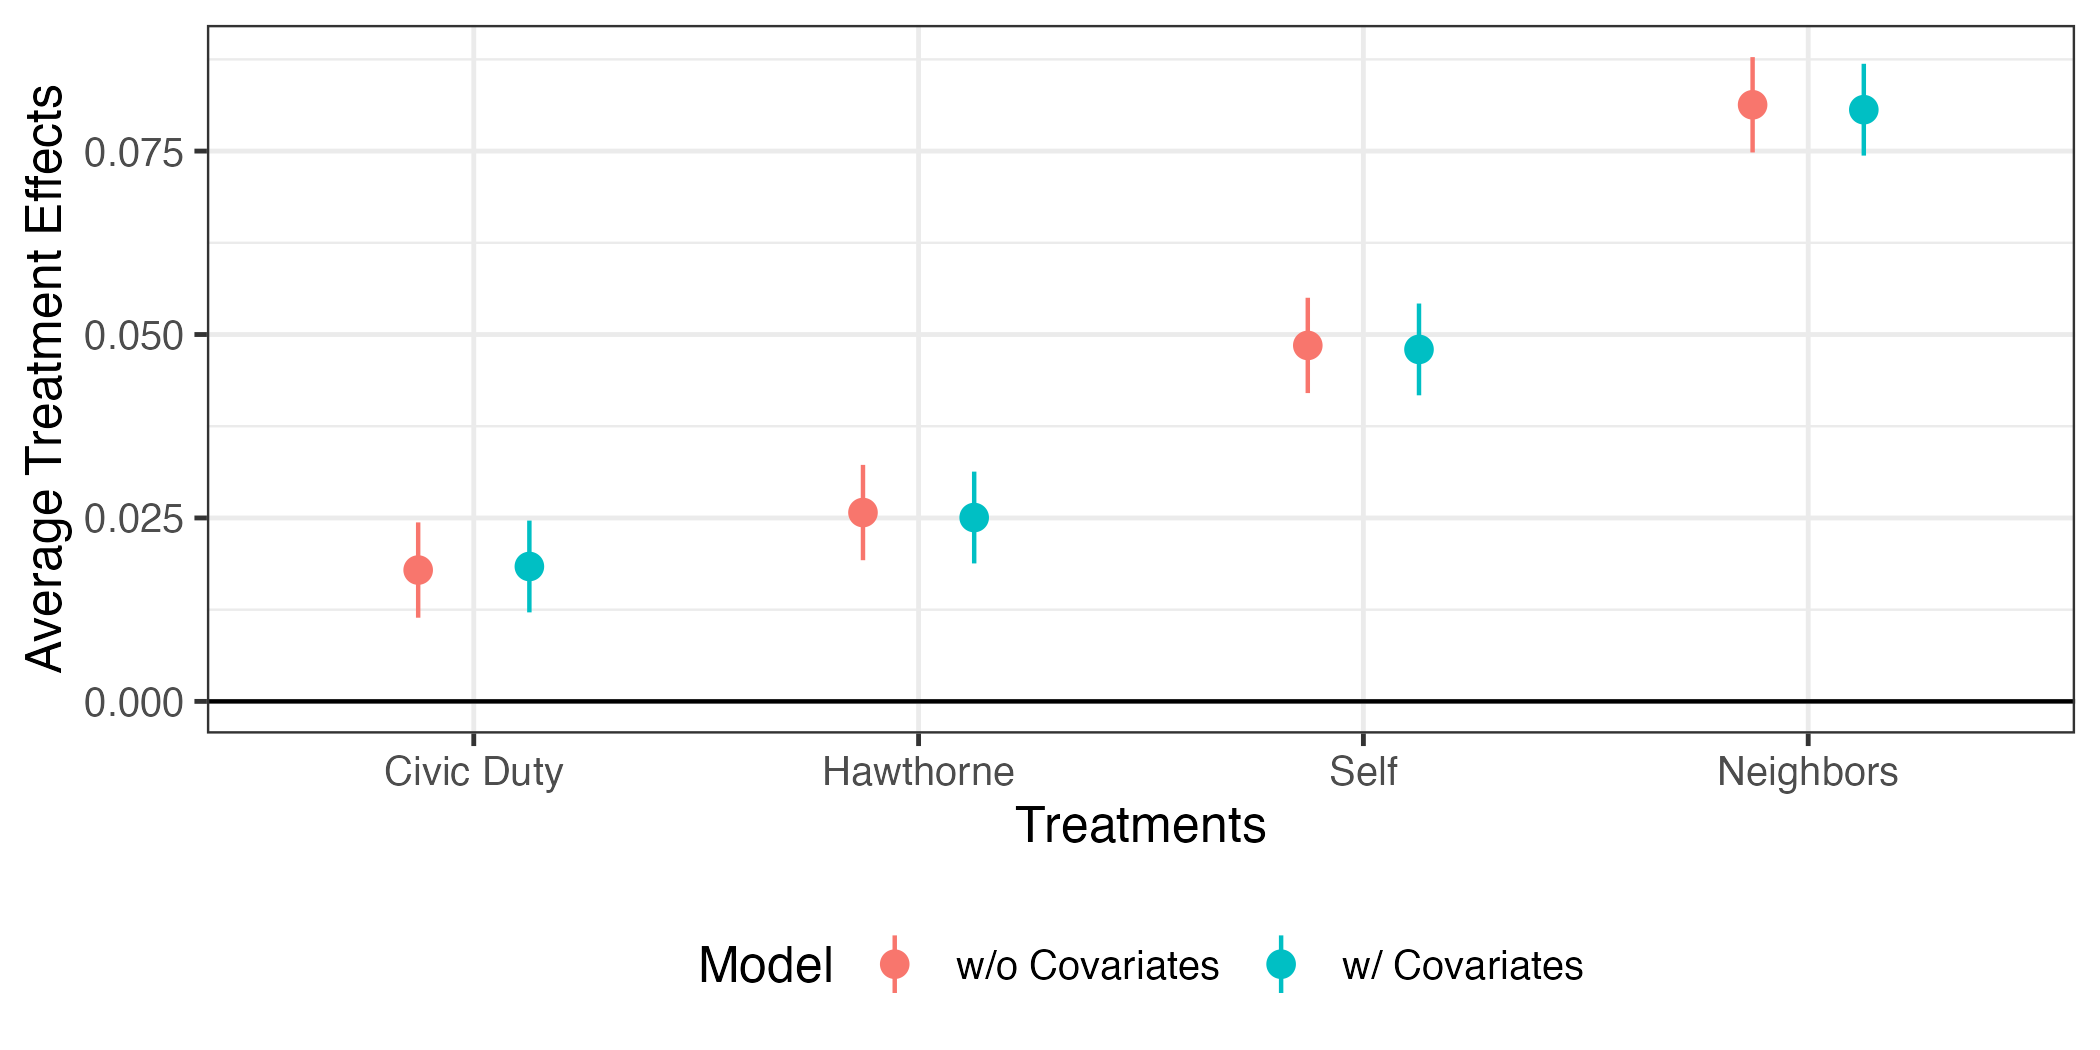 Average Treatment Effects
0.075
0.050
0.025
0.000
Civic Duty Hawthorne Self Neighbors
Treatments
Model w/o Covariates w/ Covariates